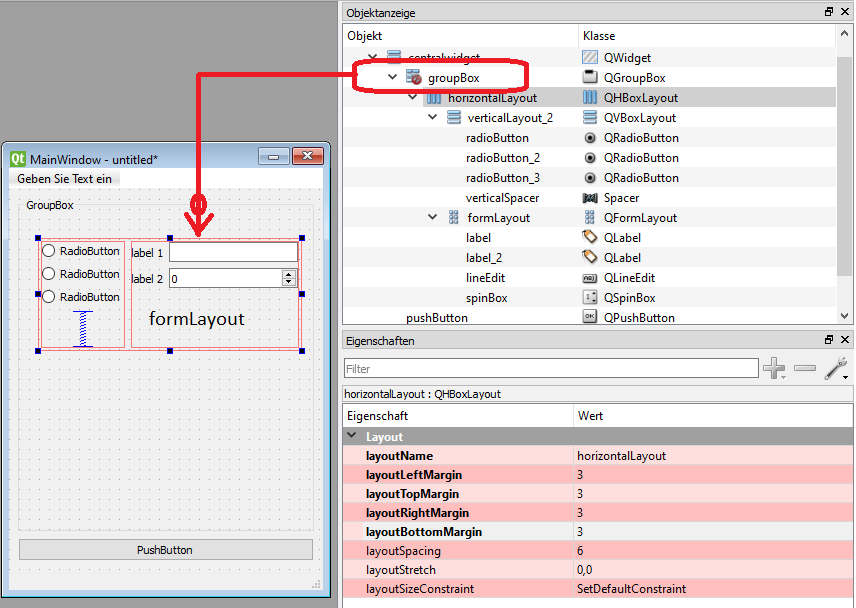 Objektanzeige
Objekt Klasse
centralwidget QWidget
groupBox QGroupBox
horizontalLayout QHBoxLayout
verticalLayout_2 QVBoxLayout
radioButton QRadioButton
radioButton_2 QRadioButton
radioButton_3 QRadioButton
verticalSpacer Spacer
formLayout QFormLayout
label QLabel
label_2 QLabel
lineEdit QLineEdit
spinBox QSpinBox
pushButton QPushButton
Qt MainWindow - untitled*
Geben Sie Text ein
GroupBox
RadioButton label 1
RadioButton label 2 0
RadioButton
formLayout
PushButton
Eigenschaften
Filter
horizontalLayout : QHBoxLayout
Eigenschaft Wert
Layout
layoutName horizontalLayout
layoutLeftMargin 3
layoutTopMargin 3
layoutRightMargin 3
layoutBottomMargin 3
layoutSpacing 6
layoutStretch 0,0
layoutSizeConstraint SetDefaultConstraint